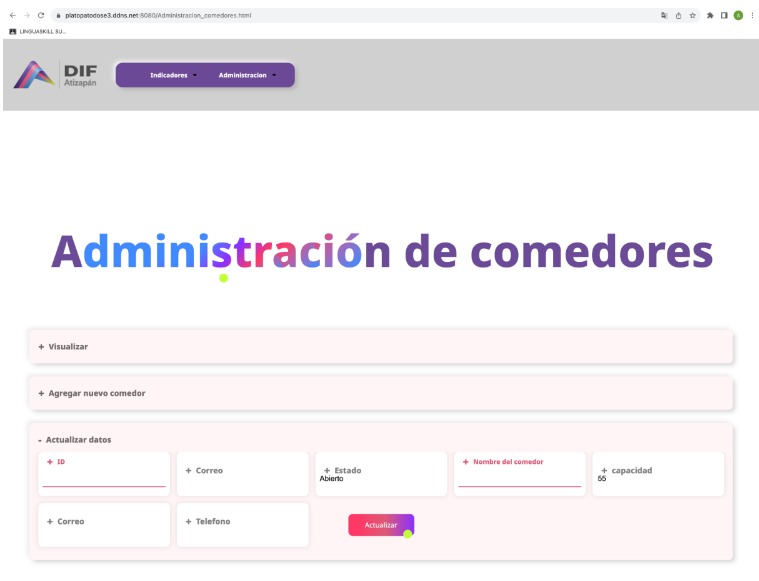 platopatodose3.ddns.net:8080/Administracion_comedores.html
LINGUASKILL SU...
DIF
Atizapán
Indicadores Administracion
Administración de comedores
+ Visualizar
+ Agregar nuevo comedor
- Actualizar datos
+ ID + Correo + Estado + Nombre del comedor + capacidad
Abierto 55
+ Correo + Telefono Actualizar